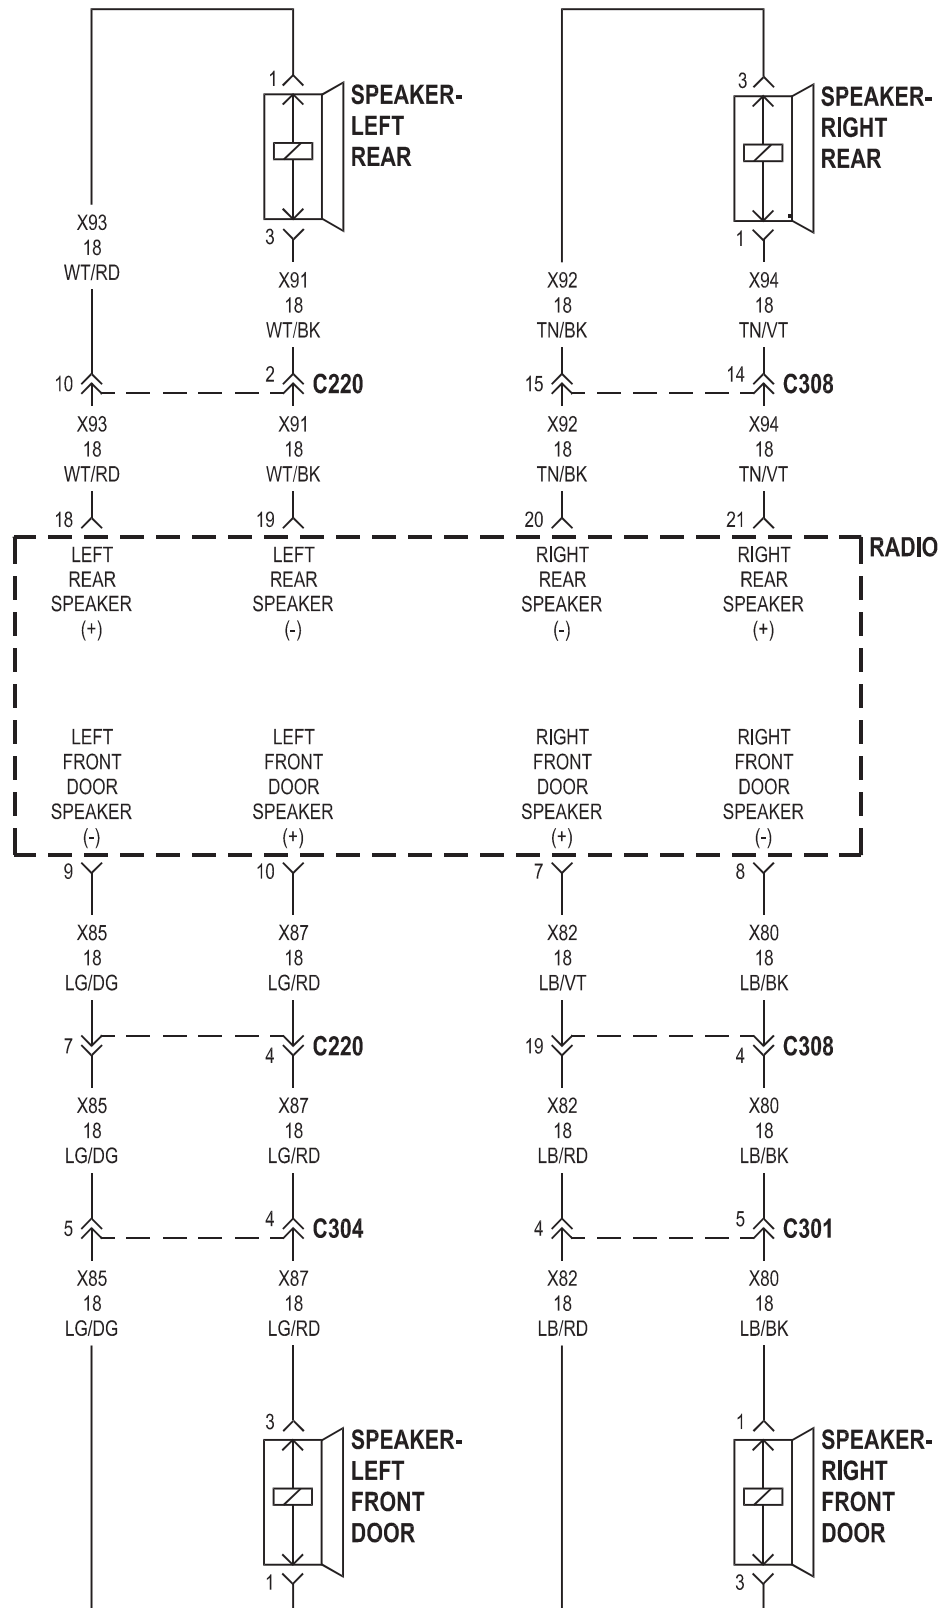 1
SPEAKER-
LEFT
REAR
3
SPEAKER-
RIGHT
REAR
X93
18
WT/RD
3
X91
18
WT/BK
X92
18
TN/BK
1
X94
18
TN/VT
10
2
C220
15
14
C308
X93
18
WT/RD
X91
18
WT/BK
X92
18
TN/BK
X94
18
TN/VT
18
19
20
21
RADIO
LEFT
REAR
SPEAKER
(+)
LEFT
REAR
SPEAKER
(-)
RIGHT
REAR
SPEAKER
(-)
RIGHT
REAR
SPEAKER
(+)
LEFT
FRONT
DOOR
SPEAKER
(-)
LEFT
FRONT
DOOR
SPEAKER
(+)
RIGHT
FRONT
DOOR
SPEAKER
(+)
RIGHT
FRONT
DOOR
SPEAKER
(-)
9
10
7
8
X85
18
LG/DG
X87
18
LG/RD
X82
18
LB/VT
X80
18
LB/BK
7
4
C220
19
4
C308
X85
18
LG/DG
X87
18
LG/RD
X82
18
LB/RD
X80
18
LB/BK
5
4
C304
4
5
C301
X85
18
LG/DG
X87
18
LG/RD
X82
18
LB/RD
X80
18
LB/BK
3
SPEAKER-
LEFT
FRONT
DOOR
1
1
SPEAKER-
RIGHT
FRONT
DOOR
3